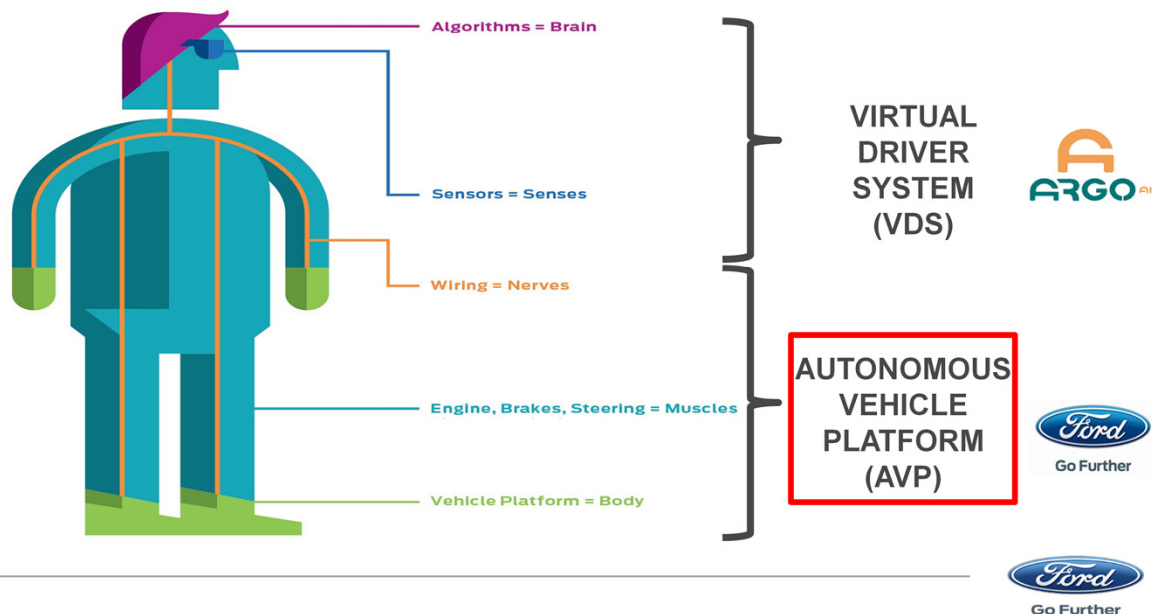 Algorithms = Brain
Sensors = Senses
Wiring = Nerves
Engine, Brakes, Steering = Muscles
Vehicle Platform = Body
VIRTUAL
DRIVER
SYSTEM
(VDS)
ARGO AI
AUTONOMOUS
VEHICLE
PLATFORM
(AVP)
Ford
Go Further
Ford
Go Further